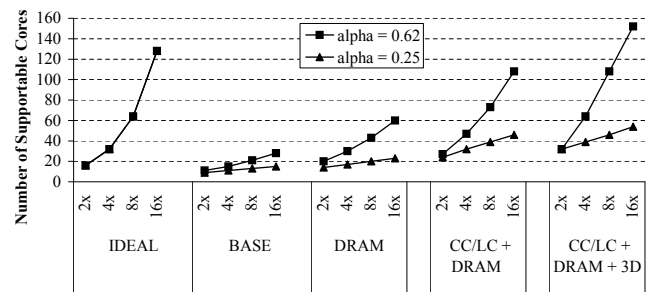 160
140
120
100
80
60
40
20
0
Number of Supportable Cores
alpha = 0.62
alpha = 0.25
2x 4x 8x 16x 2x 4x 8x 16x 2x 4x 8x 16x 2x 4x 8x 16x 2x 4x 8x 16x
IDEAL BASE DRAM CC/LC + CC/LC +
DRAM DRAM + 3D